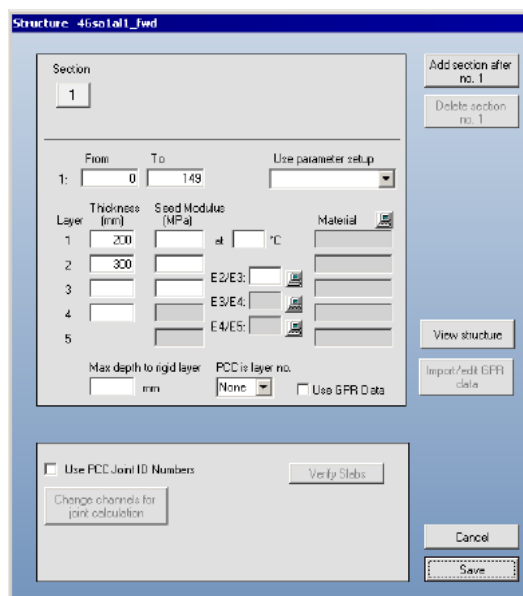 Structure 46sa1al1_fwd
Section
1
Add section after
no. 1
Delete section
no. 1
From To Use parameter setup
1: 0 149
Thickness Seed Modulus
Layer (mm) (MPa) Material
1 200 at °C
2 300
3 E2/E3:
4 E3/E4:
5 E4/E5:
View structure
Import/edit GPR
data
Max depth to rigid layer PCC is layer no.
mm None Use GPR Data
Use PCC Joint ID Numbers Verify Slabs
Change channels for
joint calculation
Cancel
Save